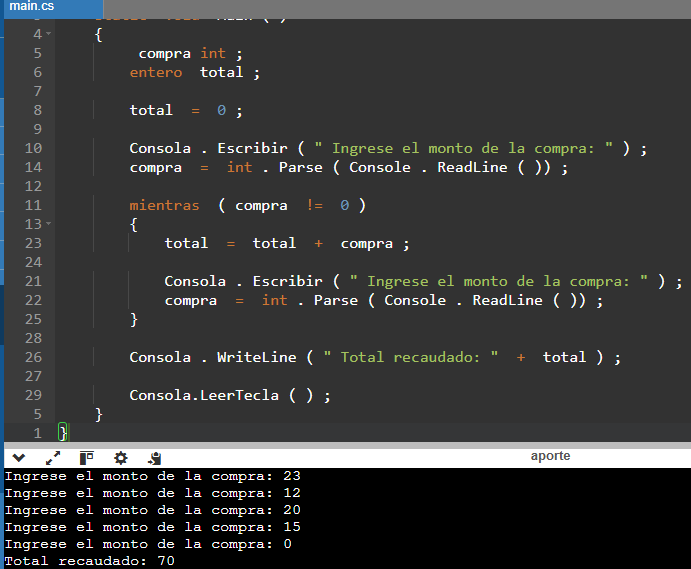 main.cs
4 {
5 compra int ;
6 entero total ;
7
8 total = 0 ;
9
10 Consola . Escribir ( " Ingrese el monto de la compra: " ) ;
14 compra = int . Parse ( Console . ReadLine ( )) ;
12
11 mientras ( compra != 0 )
13 {
23 total = total + compra ;
24
21 Consola . Escribir ( " Ingrese el monto de la compra: " ) ;
22 compra = int . Parse ( Console . ReadLine ( )) ;
25 }
28
26 Consola . WriteLine ( " Total recaudado: " + total ) ;
27
29 Consola.LeerTecla ( ) ;
5 }
1 }
aporte
Ingrese el monto de la compra: 23
Ingrese el monto de la compra: 12
Ingrese el monto de la compra: 20
Ingrese el monto de la compra: 15
Ingrese el monto de la compra: 0
Total recaudado: 70